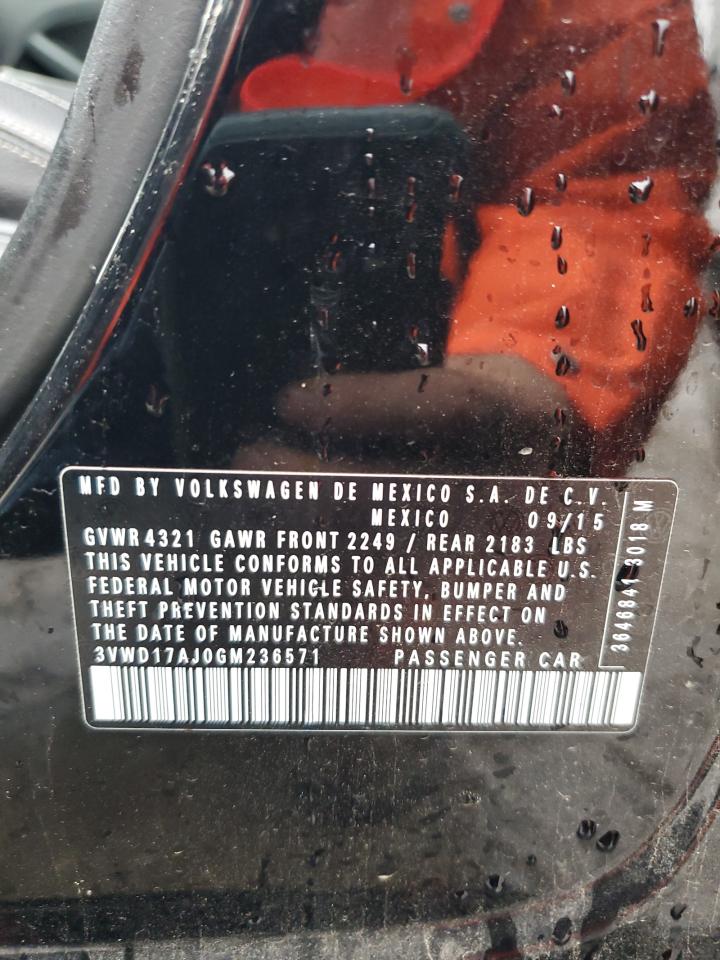 MFD BY VOLKSWAGEN DE MEXICO S.A. DE C.V.
MEXICO 09/15
GVWR 4321 GAWR FRONT 2249 / REAR 2183 LBS
THIS VEHICLE CONFORMS TO ALL APPLICABLE U.S.
FEDERAL MOTOR VEHICLE SAFETY, BUMPER AND
THEFT PREVENTION STANDARDS IN EFFECT ON
THE DATE OF MANUFACTURE SHOWN ABOVE.
3VWD17AJ0GM236571 PASSENGER CAR
3646841 3018 M